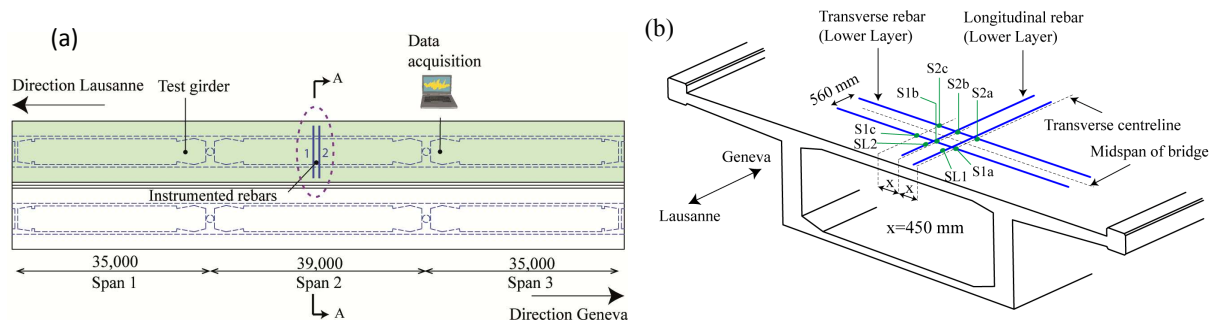 (a)
Data
acquisition
A
Direction Lausanne
Test girder
1
2
Instrumented rebars
35,000
39,000
35,000
Span 1
Span 2
Span 3
A
Direction Geneva
(b)
Transverse rebar
(Lower Layer)
Longitudinal rebar
(Lower Layer)
560 mm
S2c
S1b
S2b
S2a
S1c
SL2
SL1
S1a
Transverse centreline
Midspan of bridge
Geneva
Lausanne
x
x
x=450 mm